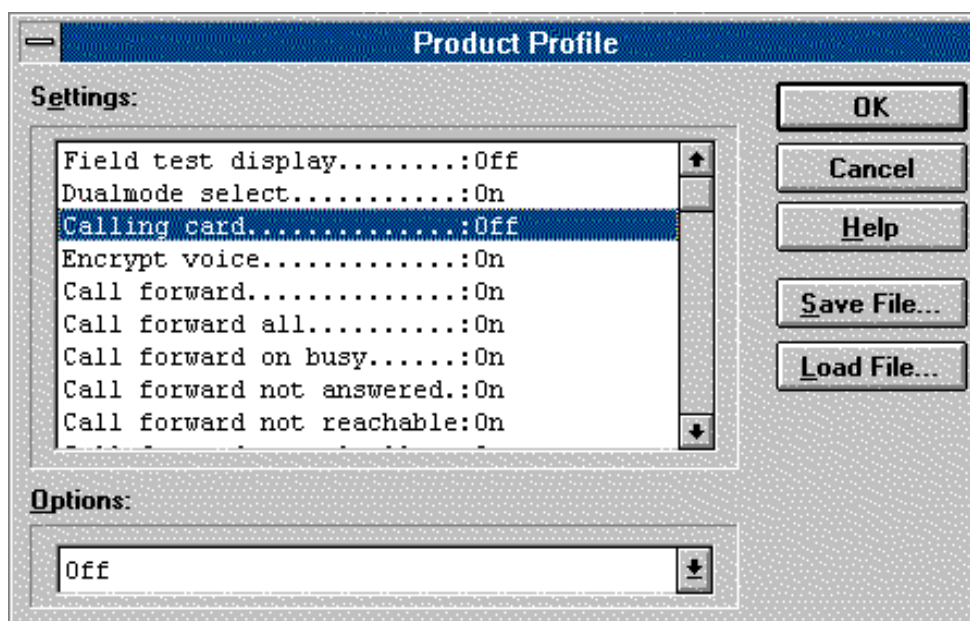 Product Profile
Settings:
Field test display........:Off
Dualmode select...........:On
Calling card..............:Off
Encrypt voice.............:On
Call forward..............:On
Call forward all..........:On
Call forward on busy......:On
Call forward not answered.:On
Call forward not reachable:On
OK
Cancel
Help
Save File...
Load File...
Options:
Off